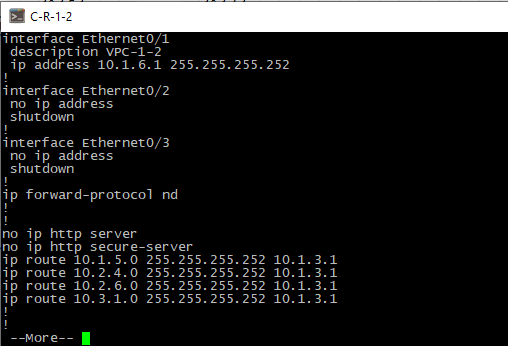 C-R-1-2
interface Ethernet0/1
 description VPC-1-2
 ip address 10.1.6.1 255.255.255.252
!
interface Ethernet0/2
 no ip address
 shutdown
!
interface Ethernet0/3
 no ip address
 shutdown
!
ip forward-protocol nd
!
!
no ip http server
no ip http secure-server
ip route 10.1.5.0 255.255.255.252 10.1.3.1
ip route 10.2.4.0 255.255.255.252 10.1.3.1
ip route 10.2.6.0 255.255.255.252 10.1.3.1
ip route 10.3.1.0 255.255.255.252 10.1.3.1
!
!
 --More--